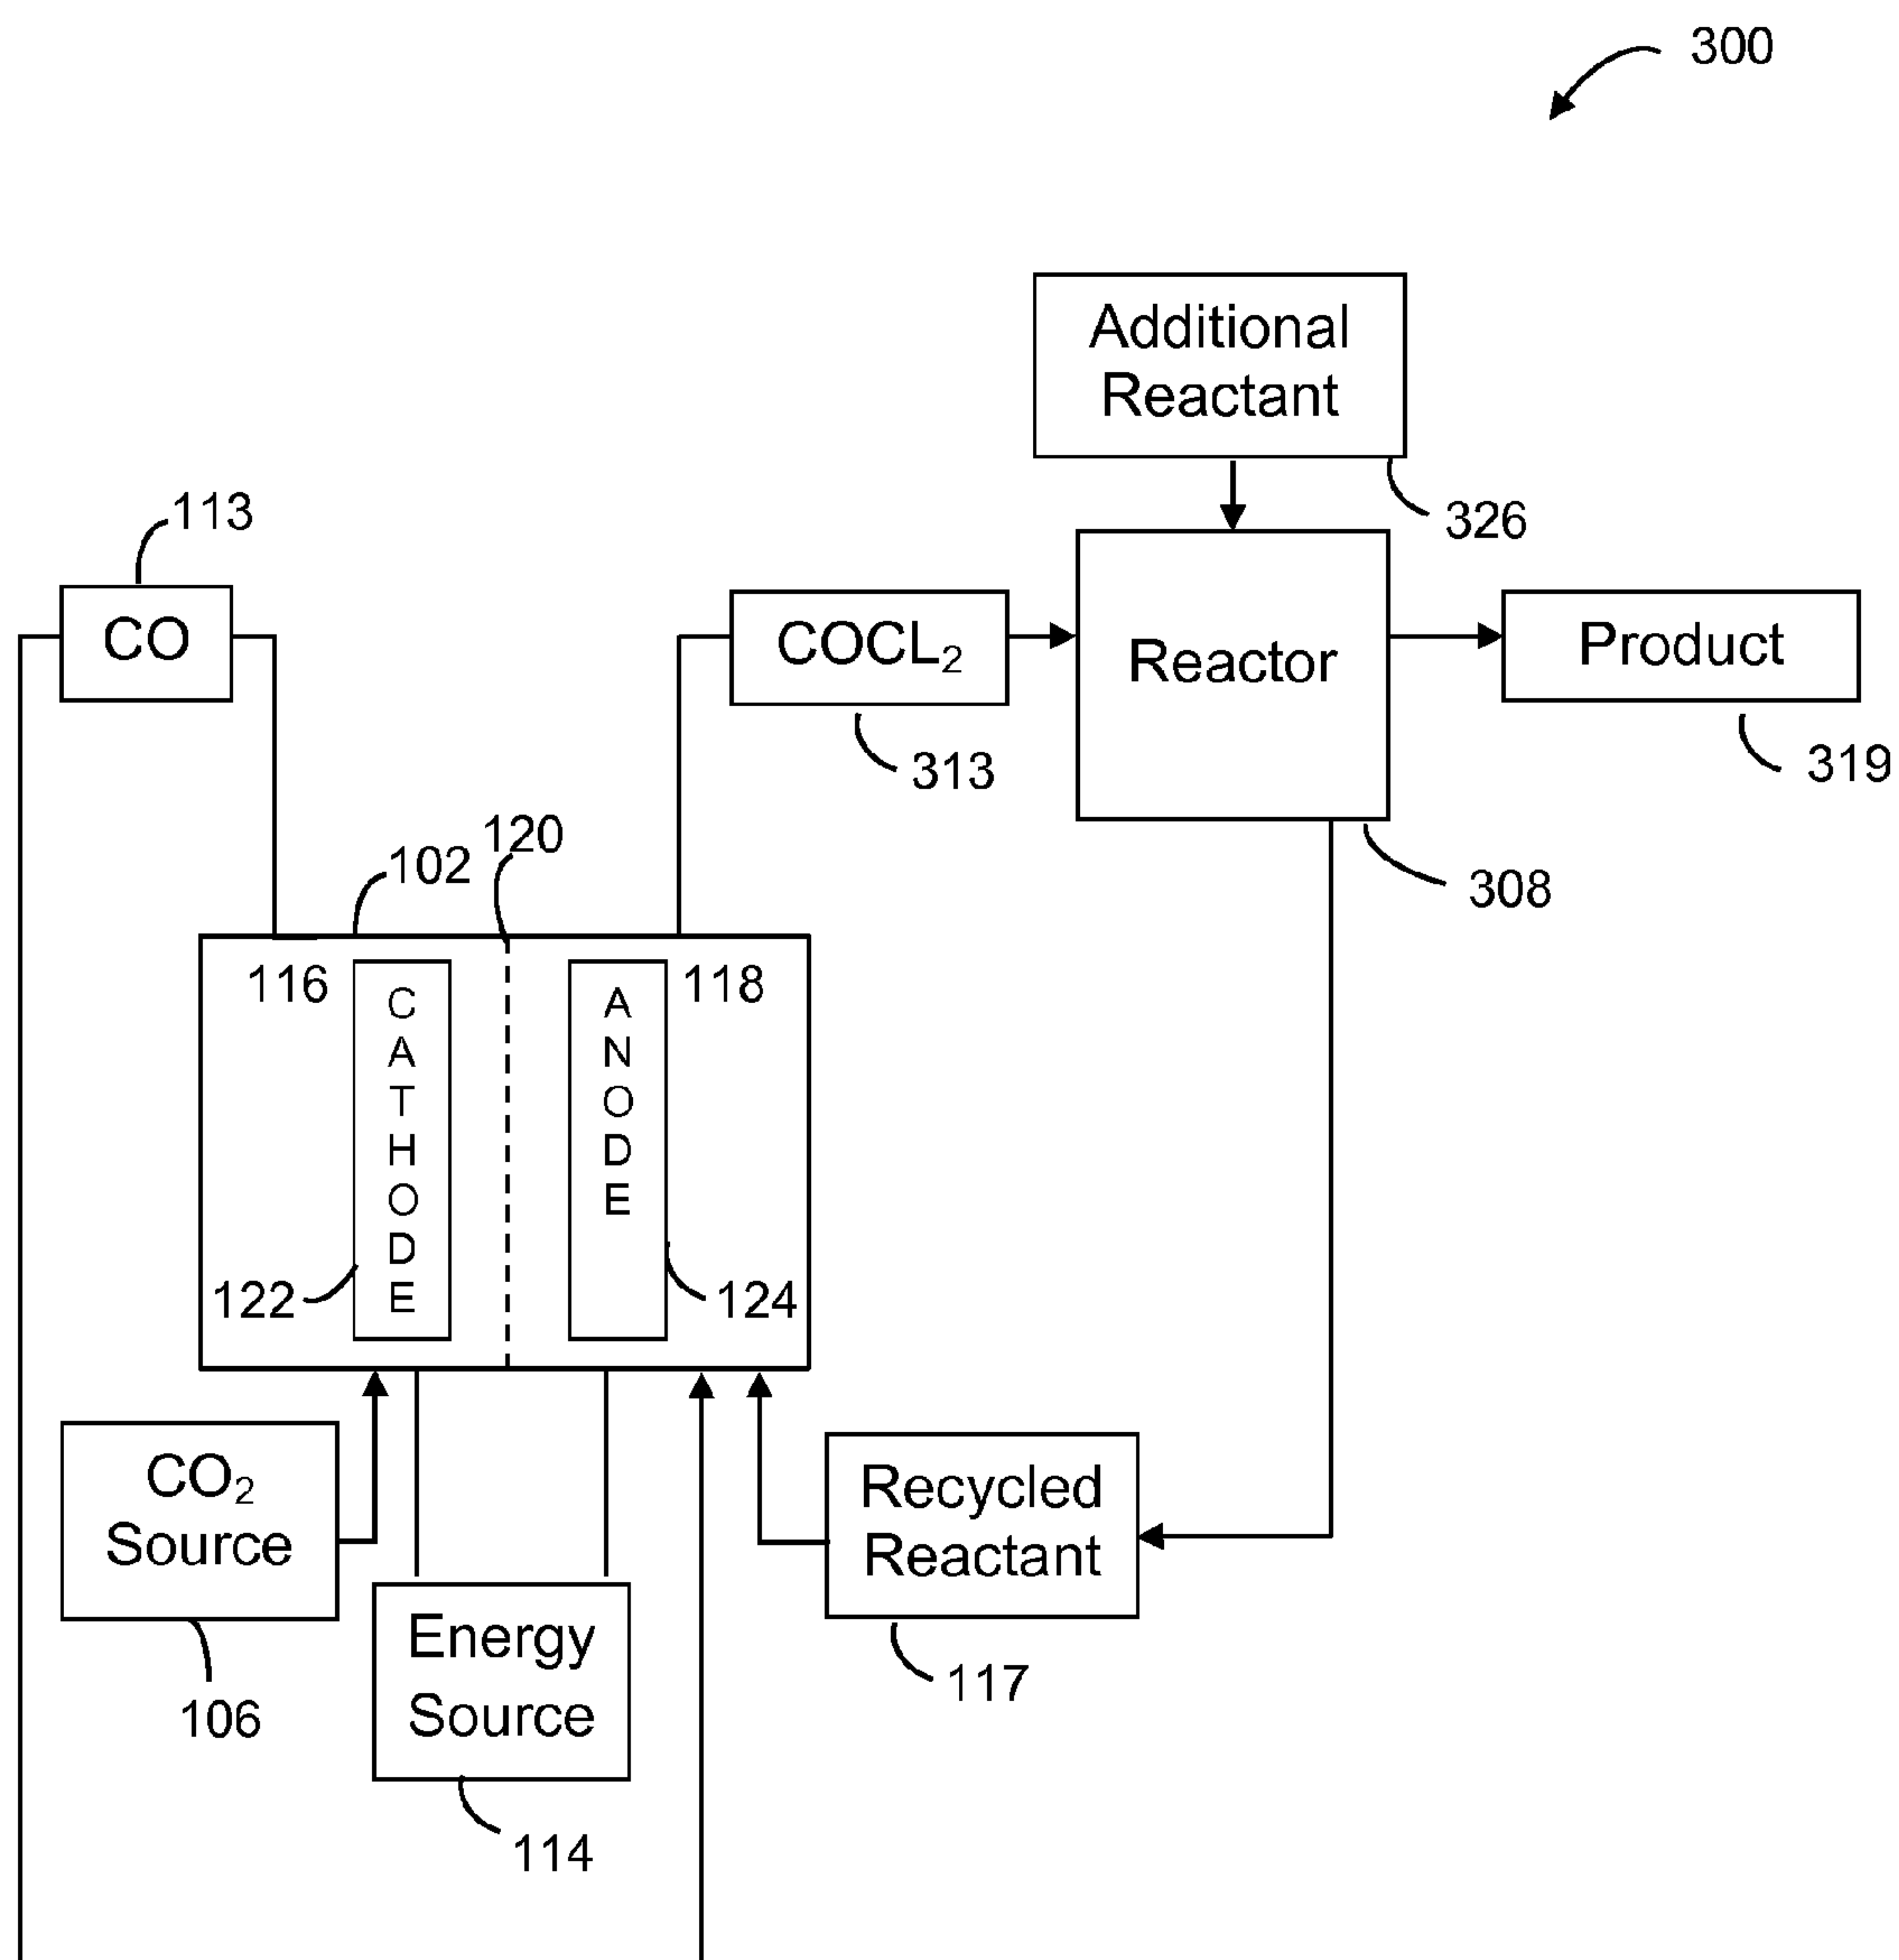 300
Additional
Reactant
326
113
CO
COCL₂
313
Reactor
308
Product
319
120
102
116
118
CATHODE
ANODE
122
124
CO₂
Source
106
Energy
Source
114
Recycled
Reactant
117